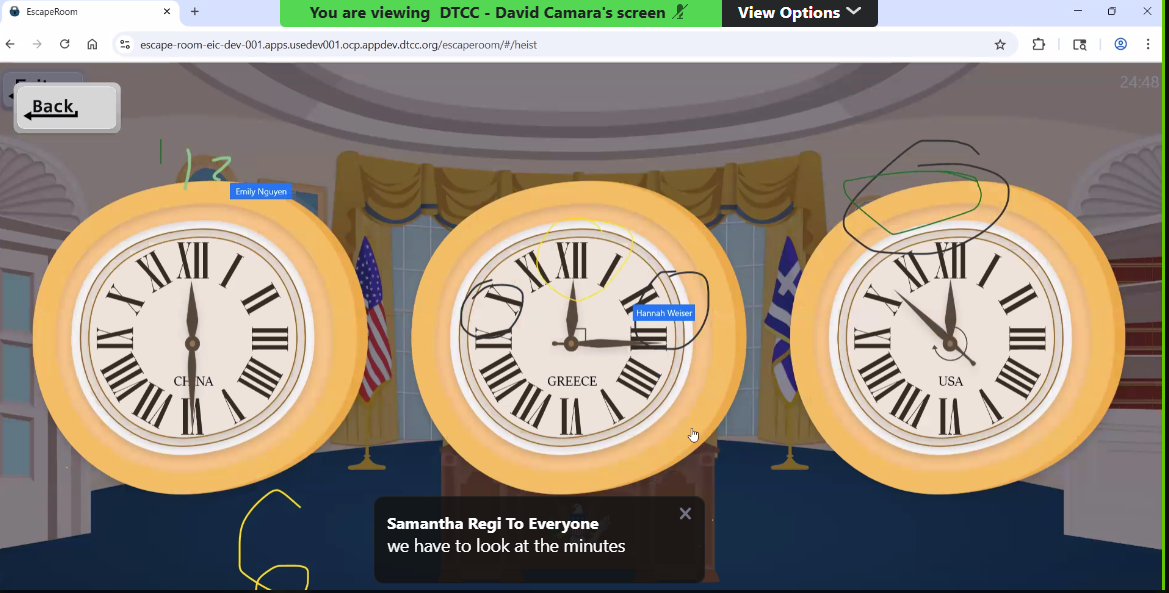 EscapeRoom
You are viewing DTCC - David Camara's screen
View Options
escape-room-eic-dev-001.apps.usedev001.ocp.appdev.dtcc.org/escaperoom/#/heist
Back
24:48
12
Emily Nguyen
XII I II III IIII V VI VII VIII IX X XI
CHINA
XII I II III IIII V VI VII VIII IX X XI
Hannah Weiser
GREECE
XII I II III IIII V VI VII VIII IX X XI
USA
6
Samantha Regi To Everyone
we have to look at the minutes